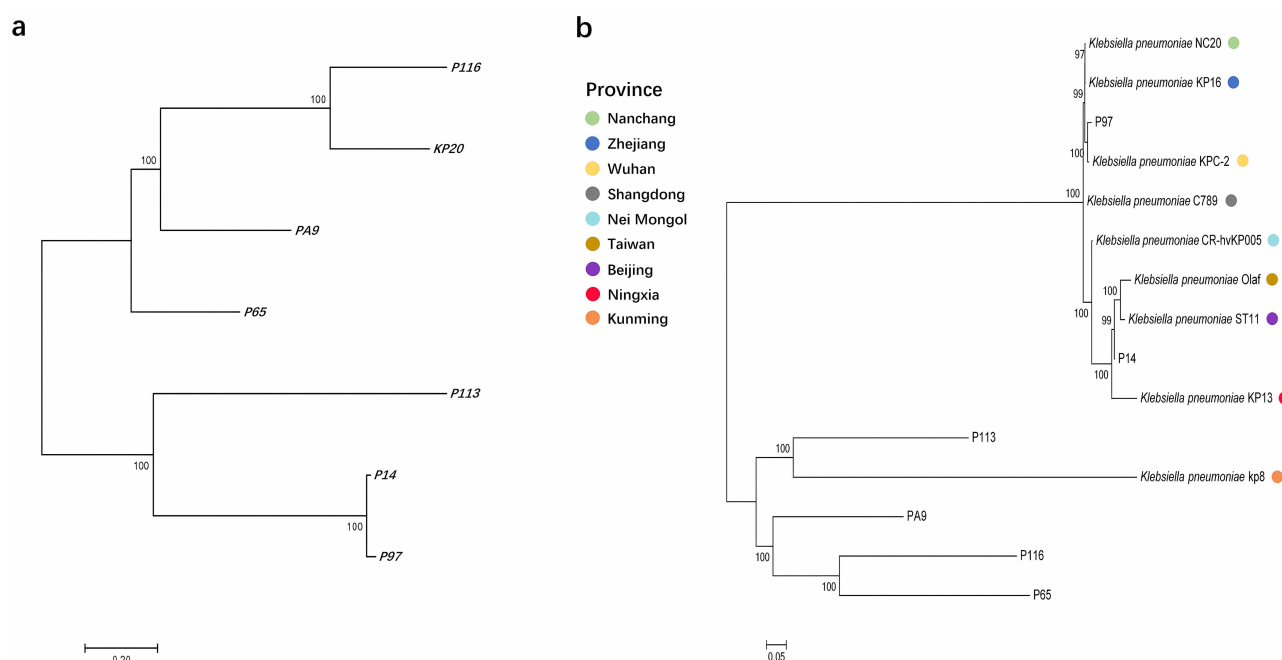 a
P116
100
KP20
100
PA9
P65
P113
100
P14
100
P97
0.20
b
Province
Nanchang
Zhejiang
Wuhan
Shangdong
Nei Mongol
Taiwan
Beijing
Ningxia
Kunming
Klebsiella pneumoniae NC20
97
Klebsiella pneumoniae KP16
99
P97
100
Klebsiella pneumoniae KPC-2
100
Klebsiella pneumoniae C789
Klebsiella pneumoniae CR-hvKP005
Klebsiella pneumoniae Olaf
100
100
Klebsiella pneumoniae ST11
99
P14
100
Klebsiella pneumoniae KP13
P113
100
Klebsiella pneumoniae kp8
PA9
100
P116
100
P65
0.05